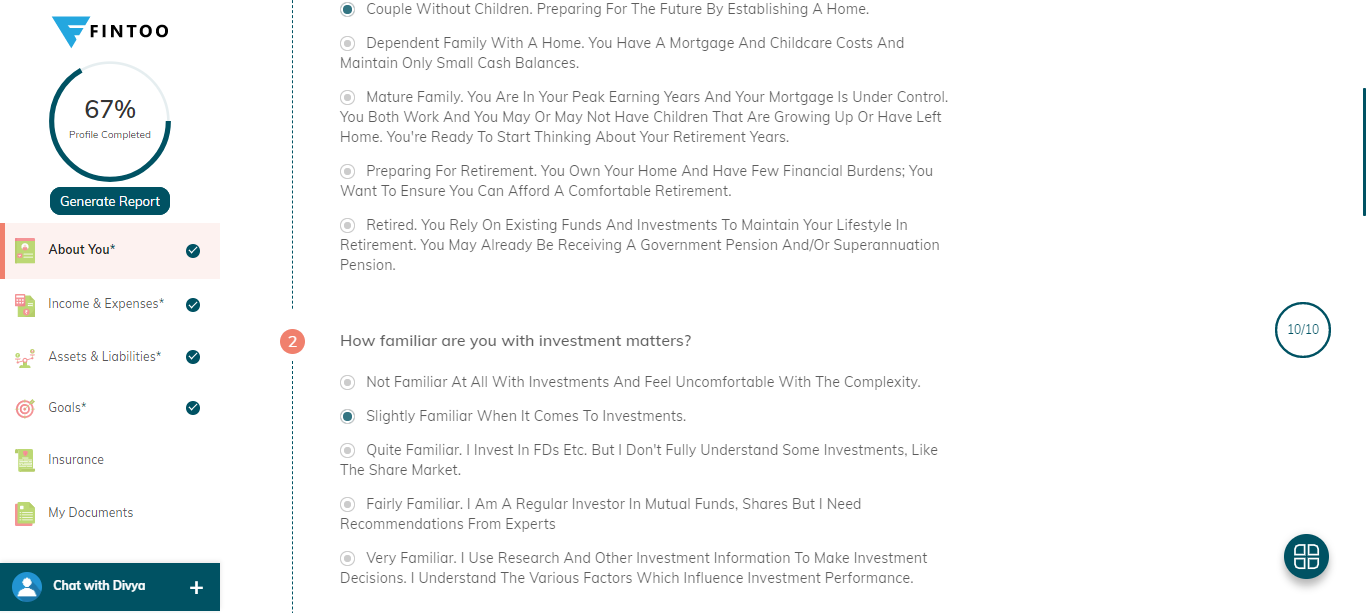 FINTOO
67%
Profile Completed
Generate Report
About You*
Income & Expenses*
Assets & Liabilities*
Goals*
Insurance
My Documents
Chat with Divya +
Couple Without Children. Preparing For The Future By Establishing A Home.
Dependent Family With A Home. You Have A Mortgage And Childcare Costs And
Maintain Only Small Cash Balances.
Mature Family. You Are In Your Peak Earning Years And Your Mortgage Is Under Control.
You Both Work And You May Or May Not Have Children That Are Growing Up Or Have Left
Home. You're Ready To Start Thinking About Your Retirement Years.
Preparing For Retirement. You Own Your Home And Have Few Financial Burdens; You
Want To Ensure You Can Afford A Comfortable Retirement.
Retired. You Rely On Existing Funds And Investments To Maintain Your Lifestyle In
Retirement. You May Already Be Receiving A Government Pension And/Or Superannuation
Pension.
2 How familiar are you with investment matters?
Not Familiar At All With Investments And Feel Uncomfortable With The Complexity.
Slightly Familiar When It Comes To Investments.
Quite Familiar. I Invest In FDs Etc. But I Don't Fully Understand Some Investments, Like
The Share Market.
Fairly Familiar. I Am A Regular Investor In Mutual Funds, Shares But I Need
Recommendations From Experts
Very Familiar. I Use Research And Other Investment Information To Make Investment
Decisions. I Understand The Various Factors Which Influence Investment Performance.
10/10